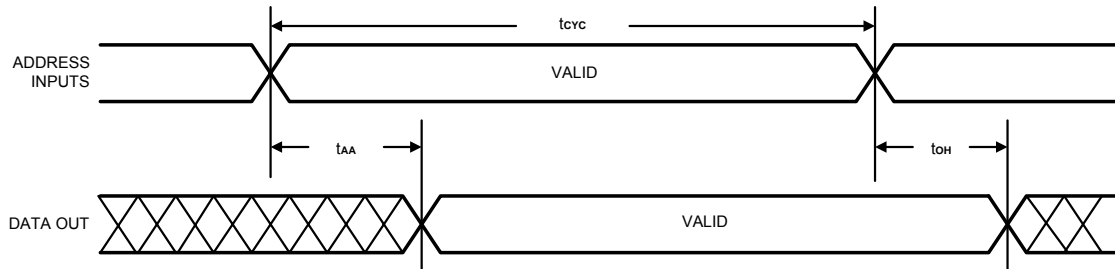 tCYC
ADDRESS
INPUTS
VALID
tAA
tOH
DATA OUT
VALID